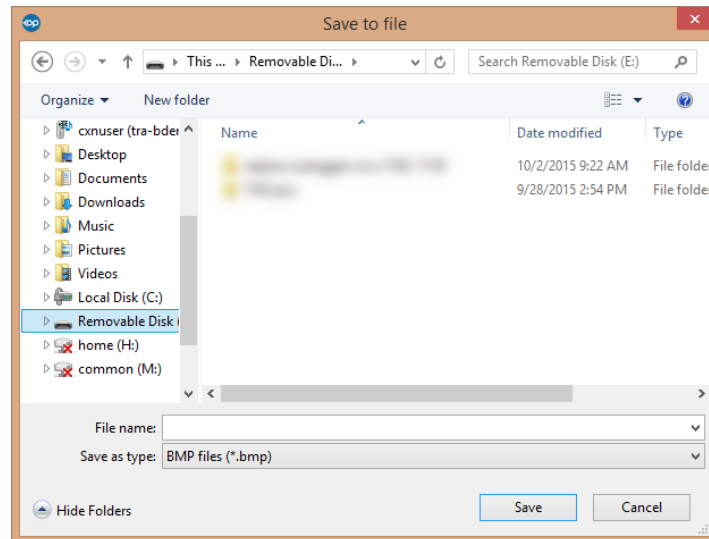 Save to file
This ... Removable Di...
Search Removable Disk (E:)
Organize New folder
Name Date modified Type
cxnuser (tra-bder
Desktop
Documents
Downloads
Music
Pictures
Videos
Local Disk (C:)
Removable Disk (
home (H:)
common (M:)
10/2/2015 9:22 AM File folde
9/28/2015 2:54 PM File folde
File name:
Save as type: BMP files (*.bmp)
Hide Folders
Save Cancel